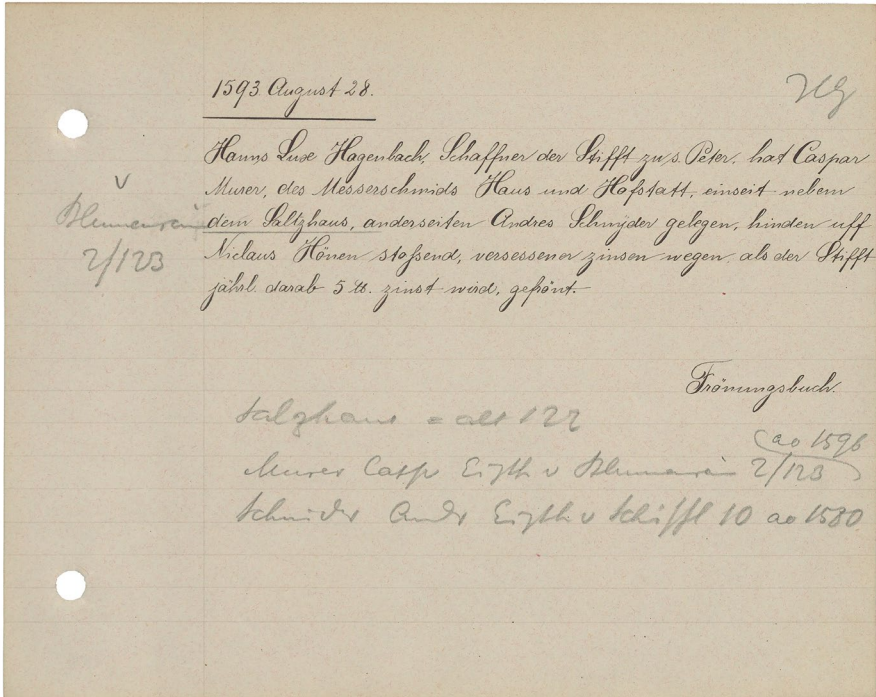 1593 August 28.
Hanns Luxe Hagenbach, Schaffner der Stifft zu s. Peter, hat Caspar
Murer, des Messerschmids Haus und Hofstatt, einseit nebem
dem Saltzhaus, anderseiten Andres Schnyder gelegen, hinden uff
Niclaus Hönen stossend, versessener zinsen wegen, als der Stifft
jährl. darab 5 ℔. zinst wird, gefrönt.
v
Blumenrain
2/123
Frönungsbuch.
Salzhaus = alt 122
(ao 1596
Murer Casp Eigth v Blumenrain 2/123
Schnider Andr Eigth v Schiffl 10 ao 1580